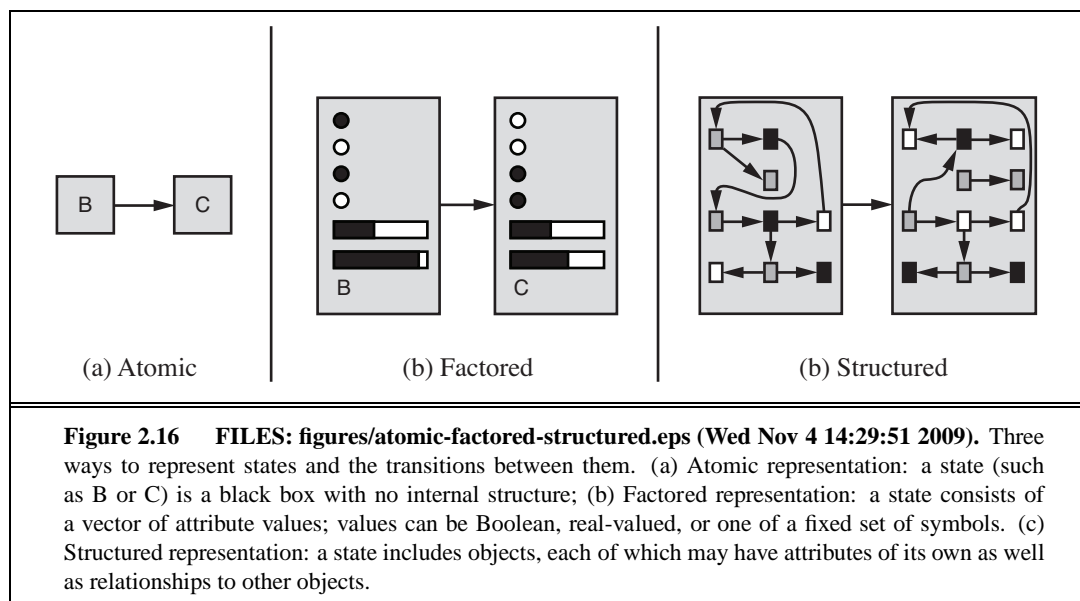 B
C
B
C
(a) Atomic
(b) Factored
(b) Structured
Figure 2.16 FILES: figures/atomic-factored-structured.eps (Wed Nov 4 14:29:51 2009). Three
ways to represent states and the transitions between them. (a) Atomic representation: a state (such
as B or C) is a black box with no internal structure; (b) Factored representation: a state consists of
a vector of attribute values; values can be Boolean, real-valued, or one of a fixed set of symbols. (c)
Structured representation: a state includes objects, each of which may have attributes of its own as well
as relationships to other objects.